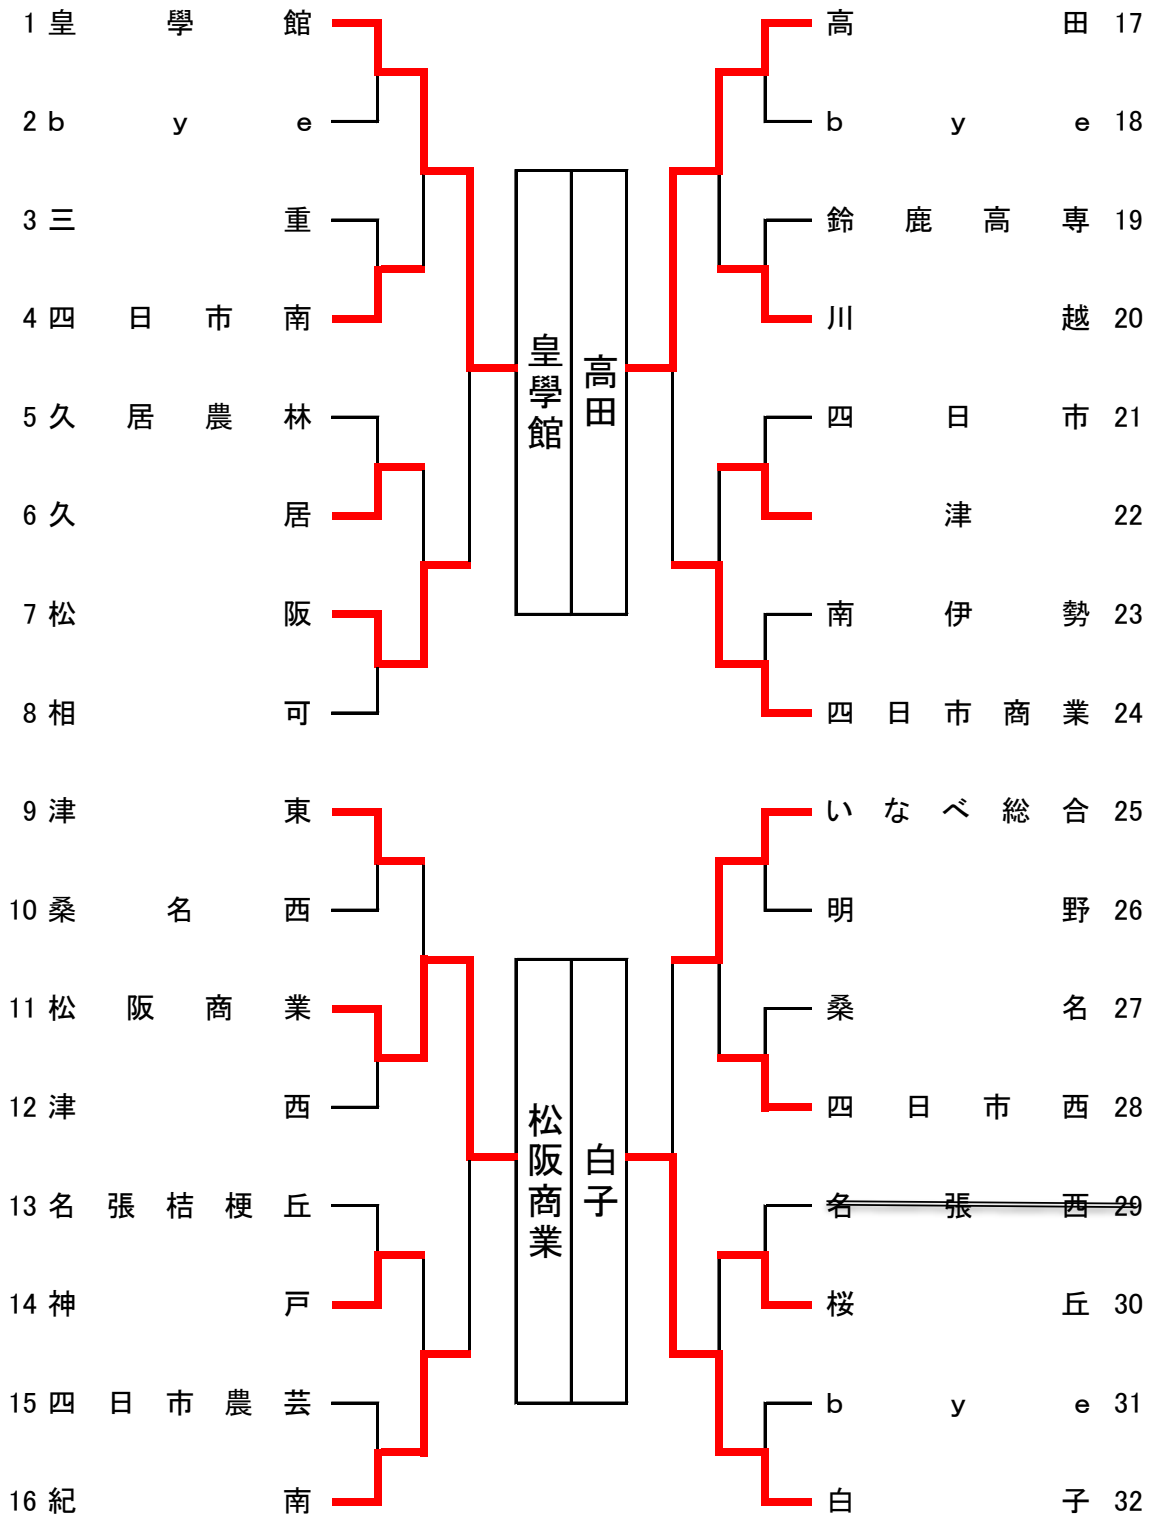 1 皇學館
2 bye
3 三重
4 四日市南
5 久居農林
6 久居
7 松阪
8 相可
9 津東
10 桑名西
11 松阪商業
12 津西
13 名張桔梗丘
14 神戸
15 四日市農芸
16 紀南
皇學館
高田
松阪商業
白子
高田 17
bye 18
鈴鹿高専 19
川越 20
四日市 21
津 22
南伊勢 23
四日市商業 24
いなべ総合 25
明野 26
桑名 27
四日市西 28
名張西 29
桜丘 30
bye 31
白子 32